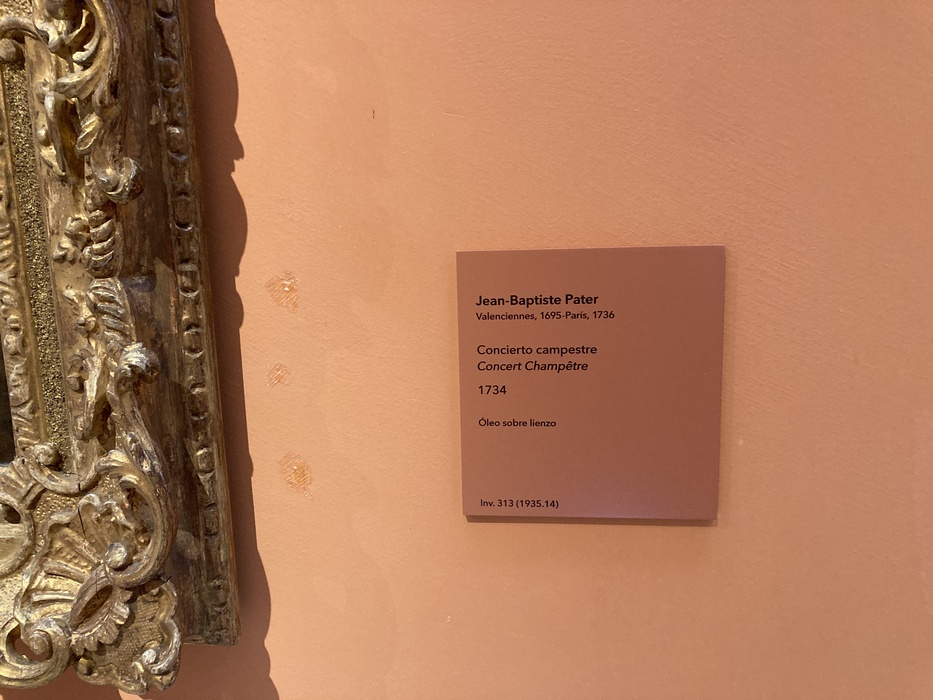 Jean-Baptiste Pater
Valenciennes, 1695-París, 1736
Concierto campestre
Concert Champêtre
1734
Óleo sobre lienzo
Inv. 313 (1935.14)